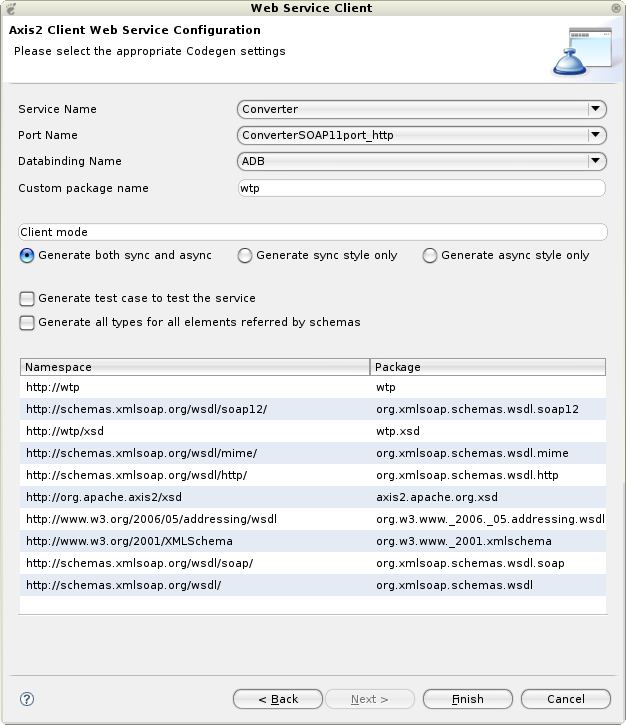 Web Service Client
Axis2 Client Web Service Configuration
Please select the appropriate Codegen settings
Service Name Converter
Port Name ConverterSOAP11port_http
Databinding Name ADB
Custom package name wtp
Client mode
Generate both sync and async Generate sync style only Generate async style only
Generate test case to test the service
Generate all types for all elements referred by schemas
Namespace Package
http://wtp wtp
http://schemas.xmlsoap.org/wsdl/soap12/ org.xmlsoap.schemas.wsdl.soap12
http://wtp/xsd wtp.xsd
http://schemas.xmlsoap.org/wsdl/mime/ org.xmlsoap.schemas.wsdl.mime
http://schemas.xmlsoap.org/wsdl/http/ org.xmlsoap.schemas.wsdl.http
http://org.apache.axis2/xsd axis2.apache.org.xsd
http://www.w3.org/2006/05/addressing/wsdl org.w3.www._2006._05.addressing.wsdl
http://www.w3.org/2001/XMLSchema org.w3.www._2001.xmlschema
http://schemas.xmlsoap.org/wsdl/soap/ org.xmlsoap.schemas.wsdl.soap
http://schemas.xmlsoap.org/wsdl/ org.xmlsoap.schemas.wsdl
? < Back Next > Finish Cancel